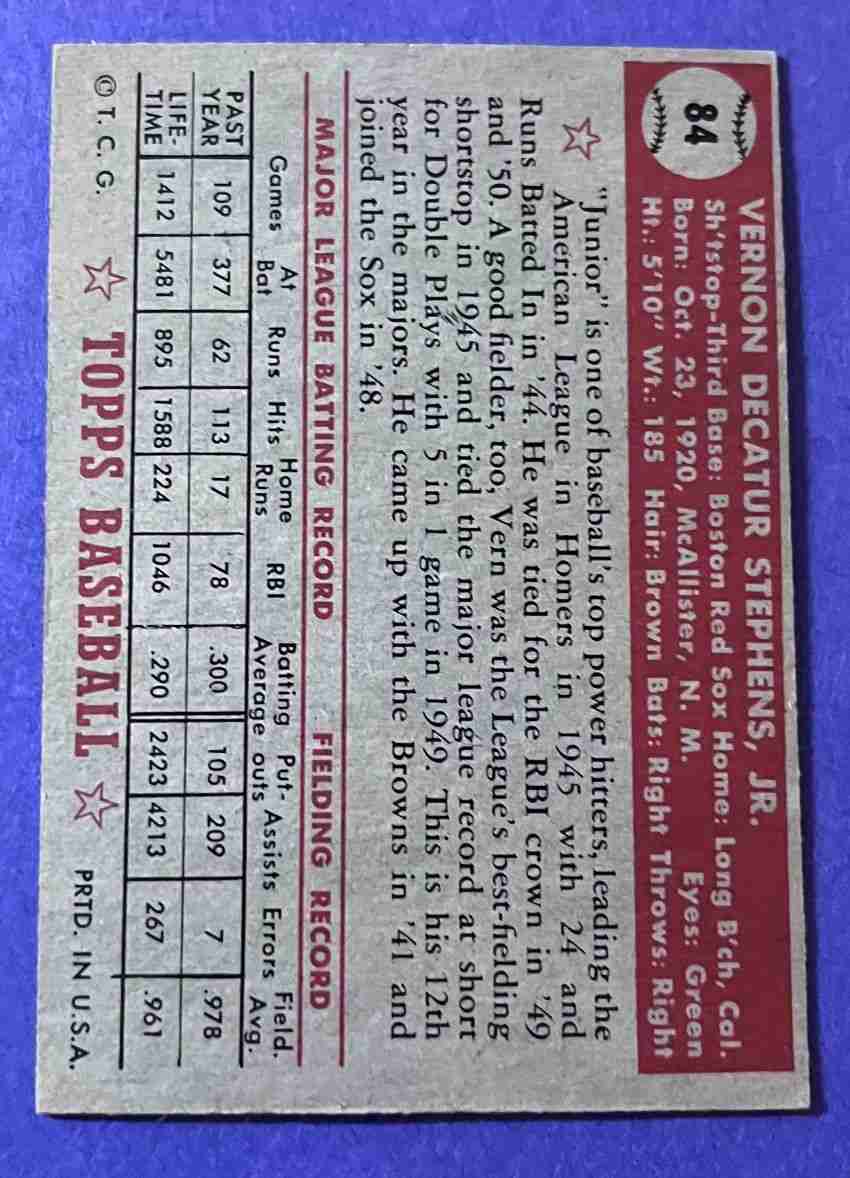 84
VERNON DECATUR STEPHENS, JR.
Sh'tstop-Third Base: Boston Red Sox Home: Long B'ch, Cal.
Born: Oct. 23, 1920, McAllister, N. M. Eyes: Green
Ht.: 5'10" Wt.: 185 Hair: Brown Bats: Right Throws: Right
"Junior" is one of baseball's top power hitters, leading the
American League in Homers in 1945 with 24 and
Runs Batted In in '44. He was tied for the RBI crown in '49
and '50. A good fielder, too, Vern was the League's best-fielding
shortstop in 1945 and tied the major league record at short
for Double Plays with 5 in 1 game in 1949. This is his 12th
year in the majors. He came up with the Browns in '41 and
joined the Sox in '48.
MAJOR LEAGUE BATTING RECORD FIELDING RECORD
Games At Bat Runs Hits Home Runs RBI Batting Average Put-outs Assists Errors Field. Avg.
PAST YEAR 109 377 62 113 17 78 .300 105 209 7 .978
LIFE-TIME 1412 5481 895 1588 224 1046 .290 2423 4213 267 .961
© T. C. G. TOPPS BASEBALL PRTD. IN U.S.A.